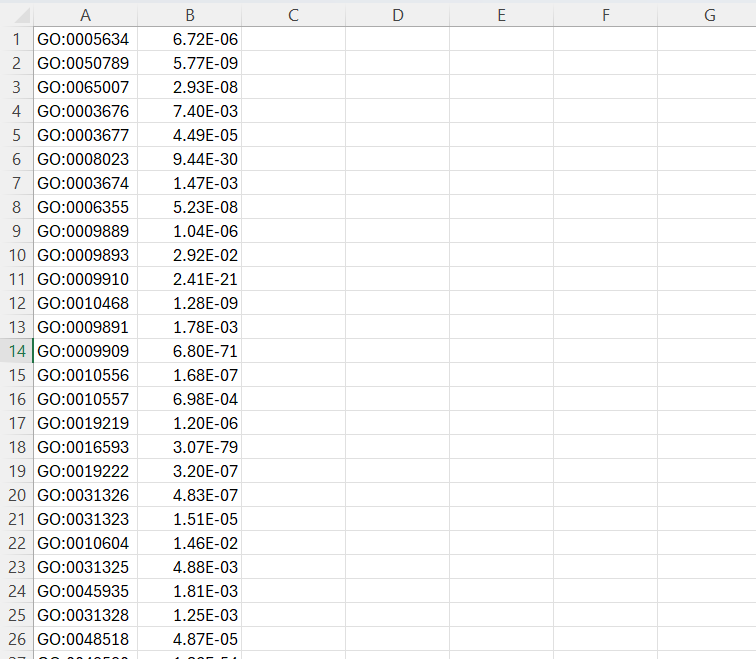 A B C D E F G
1 GO:0005634 6.72E-06
2 GO:0050789 5.77E-09
3 GO:0065007 2.93E-08
4 GO:0003676 7.40E-03
5 GO:0003677 4.49E-05
6 GO:0008023 9.44E-30
7 GO:0003674 1.47E-03
8 GO:0006355 5.23E-08
9 GO:0009889 1.04E-06
10 GO:0009893 2.92E-02
11 GO:0009910 2.41E-21
12 GO:0010468 1.28E-09
13 GO:0009891 1.78E-03
14 GO:0009909 6.80E-71
15 GO:0010556 1.68E-07
16 GO:0010557 6.98E-04
17 GO:0019219 1.20E-06
18 GO:0016593 3.07E-79
19 GO:0019222 3.20E-07
20 GO:0031326 4.83E-07
21 GO:0031323 1.51E-05
22 GO:0010604 1.46E-02
23 GO:0031325 4.88E-03
24 GO:0045935 1.81E-03
25 GO:0031328 1.25E-03
26 GO:0048518 4.87E-05